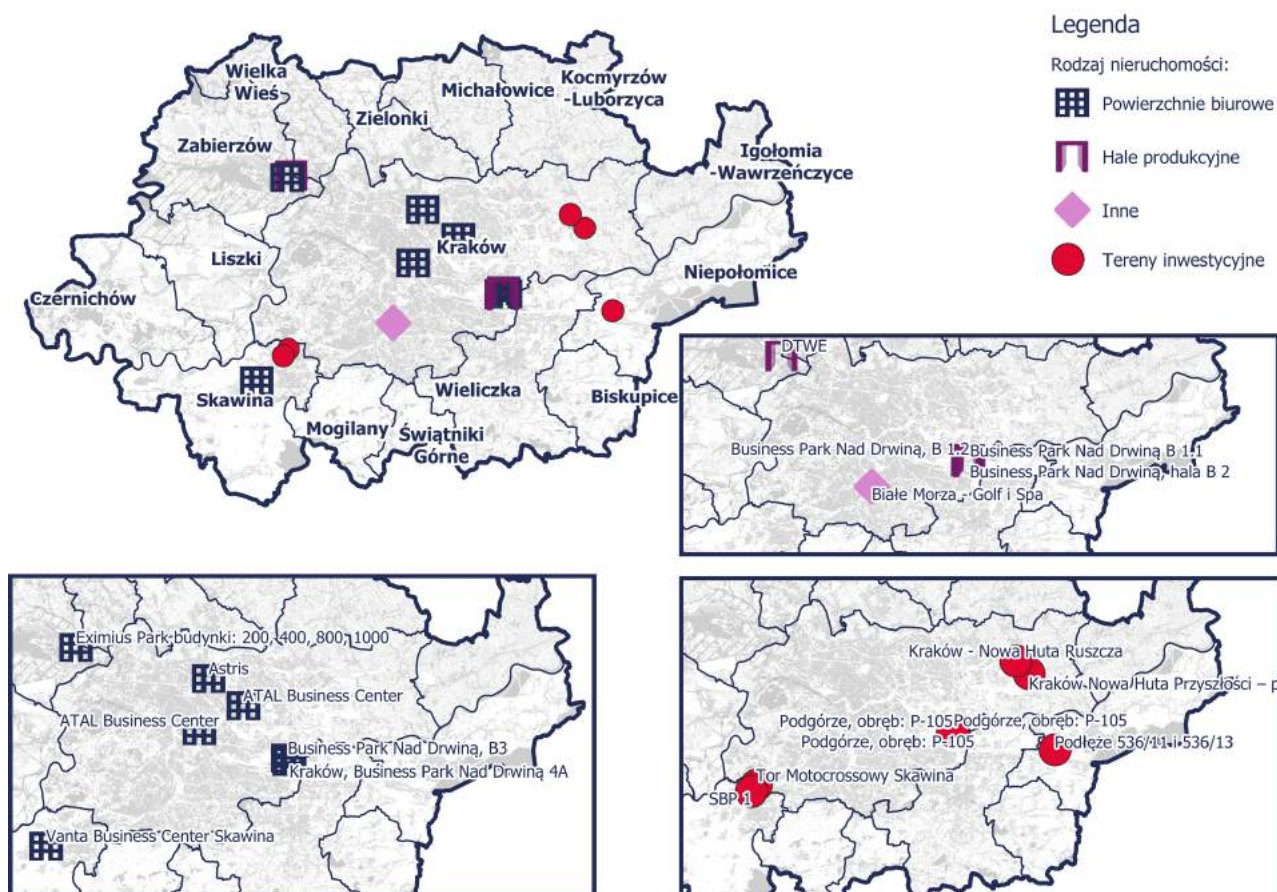 Legenda
Rodzaj nieruchomości:
Powierzchnie biurowe
Hale produkcyjne
Inne
Tereny inwestycyjne
Wielka
Wieś
Michałowice
Kocmyrzów
-Luborzyca
Zielonki
Zabierzów
Igołomia
-Wawrzeńczyce
Kraków
Liszki
Niepołomice
Czernichów
Wieliczka
Skawina
Biskupice
Mogilany
Świątniki
Górne
DTWE
Business Park Nad Drwiną, B 1.2
Business Park Nad Drwiną B 1.1
Business Park Nad Drwiną, hala B 2
Białe Morza - Golf i Spa
Eximius Park budynki: 200, 400, 800, 1000
Astris
ATAL Business Center
ATAL Business Center
Business Park Nad Drwiną, B3
Kraków, Business Park Nad Drwiną 4A
Vanta Business Center Skawina
Kraków - Nowa Huta Ruszcza
Kraków Nowa Huta Przyszłości – p
Podgórze, obręb: P-105
Podgórze, obręb: P-105
Podgórze, obręb: P-105
Podłęże 536/11 i 536/13
Tor Motocrossowy Skawina
SBP 1